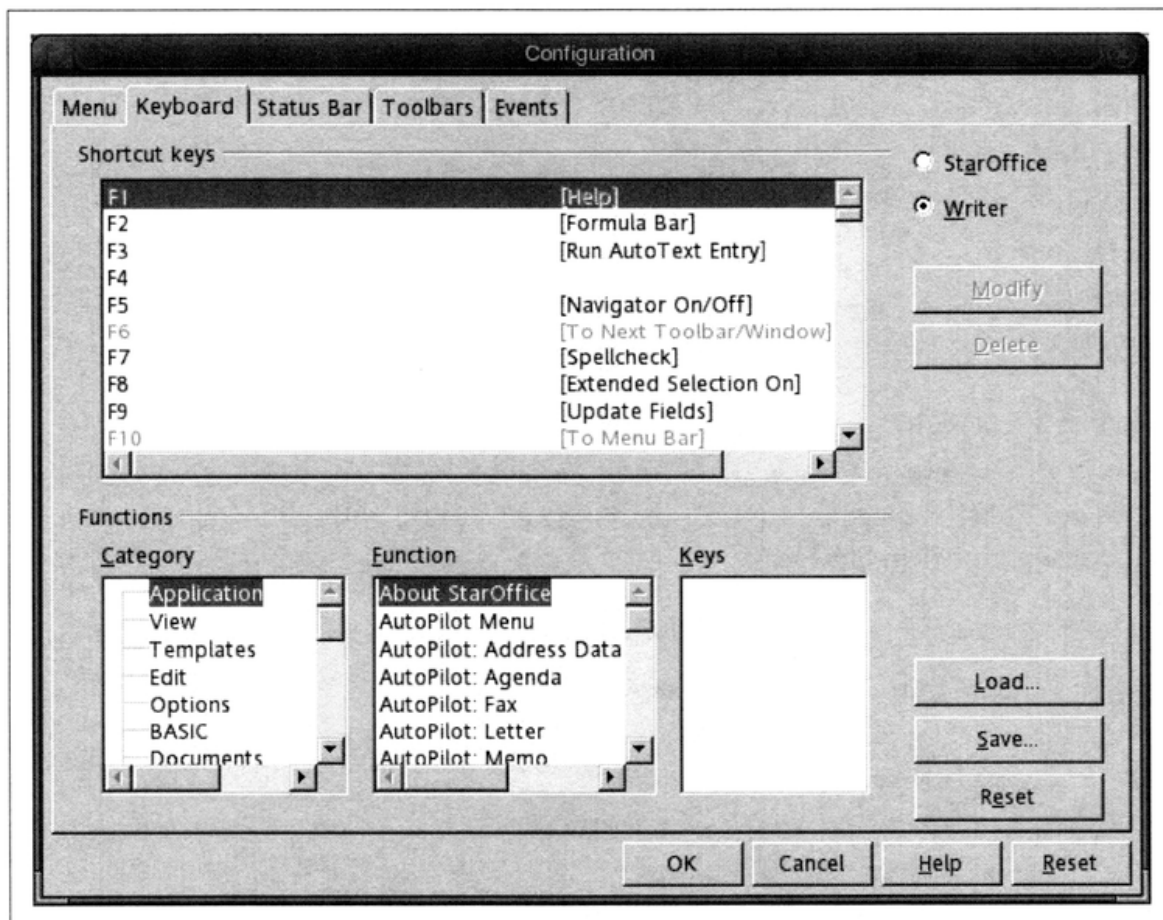 Configuration
Menu Keyboard Status Bar Toolbars Events
Shortcut keys
F1 [Help]
F2 [Formula Bar]
F3 [Run AutoText Entry]
F4
F5 [Navigator On/Off]
F6 [To Next Toolbar/Window]
F7 [Spellcheck]
F8 [Extended Selection On]
F9 [Update Fields]
F10 [To Menu Bar]
StarOffice
Writer
Modify
Delete
Functions
Category
Application
View
Templates
Edit
Options
BASIC
Documents
Function
About StarOffice
AutoPilot Menu
AutoPilot: Address Data
AutoPilot: Agenda
AutoPilot: Fax
AutoPilot: Letter
AutoPilot: Memo
Keys
Load...
Save...
Reset
OK Cancel Help Reset